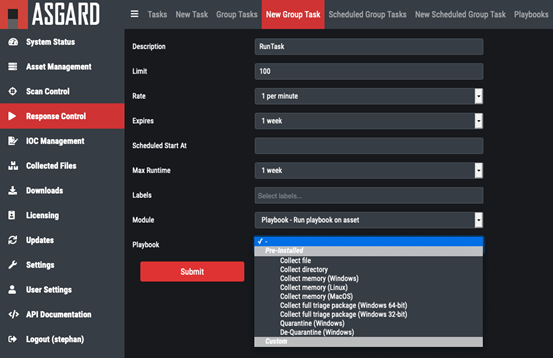 ASGARD
Tasks New Task Group Tasks New Group Task Scheduled Group Tasks New Scheduled Group Task Playbooks
System Status
Asset Management
Scan Control
Response Control
IOC Management
Collected Files
Downloads
Licensing
Updates
Settings
User Settings
API Documentation
Logout (stephan)
Description RunTask
Limit 100
Rate 1 per minute
Expires 1 week
Scheduled Start At
Max Runtime 1 week
Labels Select labels...
Module Playbook - Run playbook on asset
Playbook ✓ -
Pre-Installed
Collect file
Collect directory
Collect memory (Windows)
Collect memory (Linux)
Collect memory (MacOS)
Collect full triage package (Windows 64-bit)
Collect full triage package (Windows 32-bit)
Quarantine (Windows)
De-Quarantine (Windows)
Custom
Submit